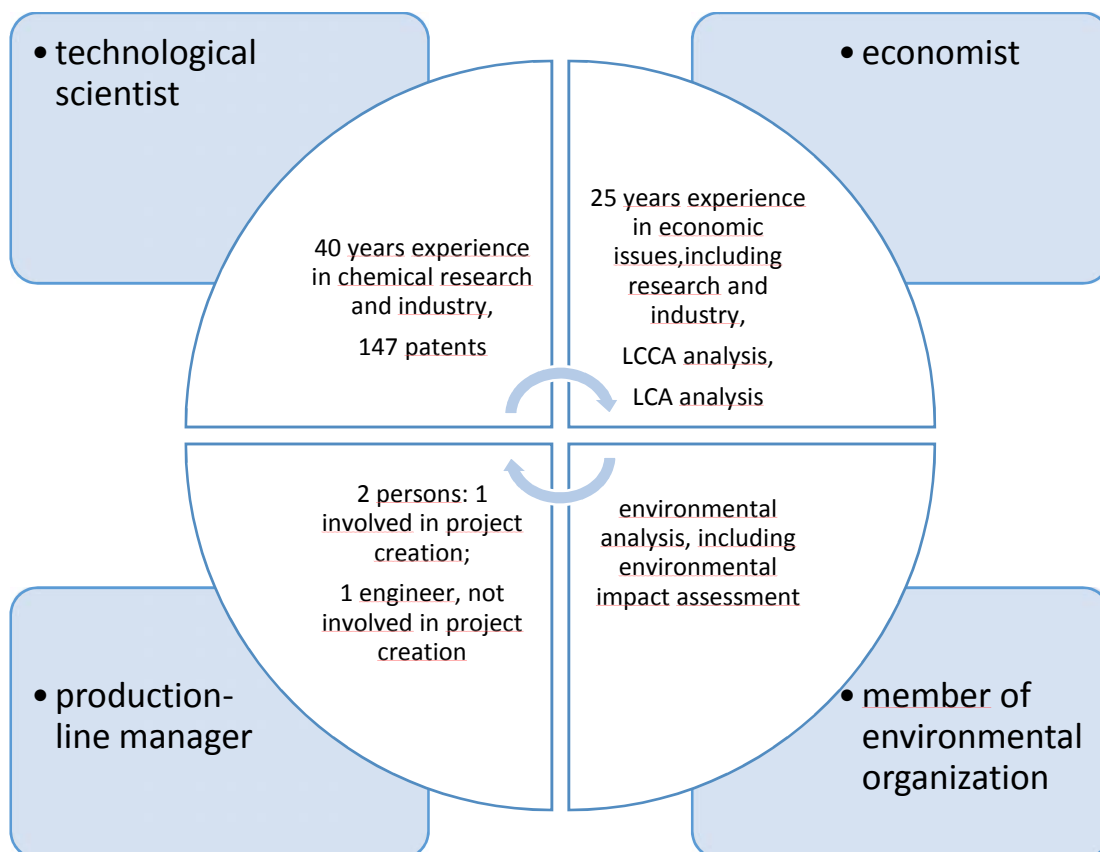 • technological
scientist
40 years experience
in chemical research
and industry,
147 patents
• economist
25 years experience
in economic
issues,including
research and
industry,
LCCA analysis,
LCA analysis
2 persons: 1
involved in project
creation;
1 engineer, not
involved in project
creation
• production-
line manager
environmental
analysis, including
environmental
impact assessment
• member of
environmental
organization